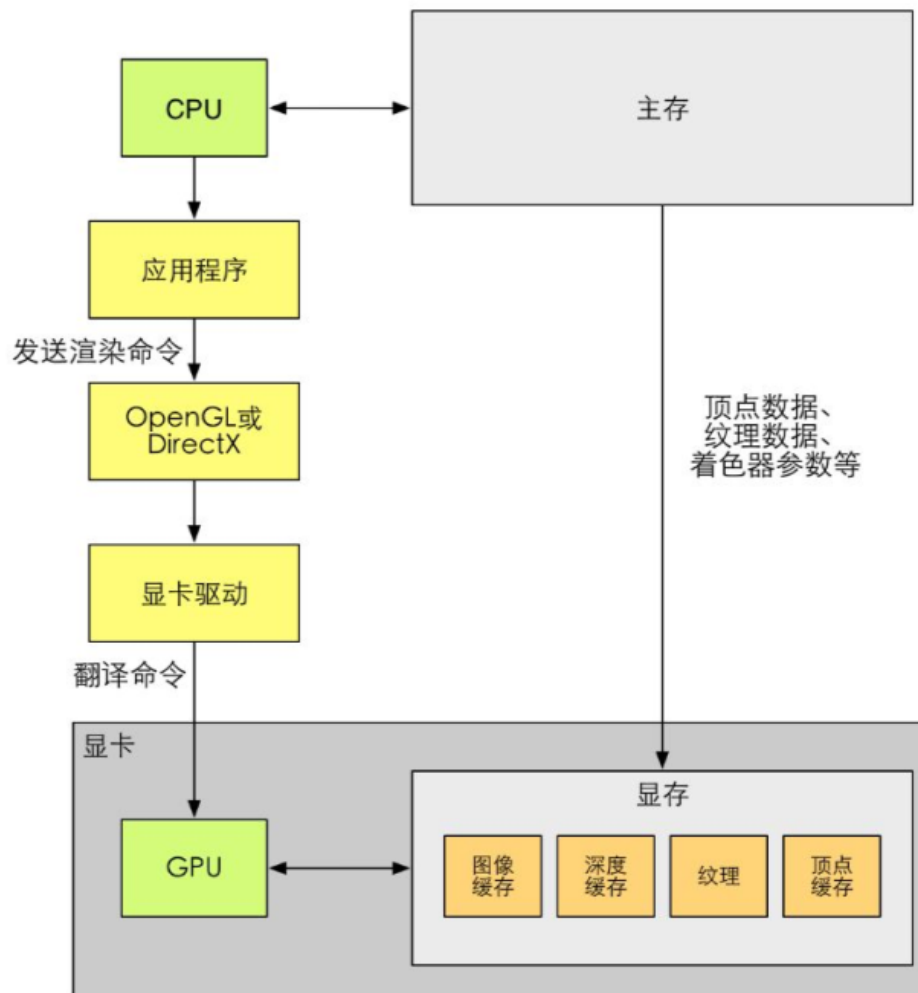 CPU
主存
应用程序
发送渲染命令
OpenGL或
DirectX
顶点数据、
纹理数据、
着色器参数等
显卡驱动
翻译命令
显卡
显存
GPU
图像
缓存
深度
缓存
纹理
顶点
缓存